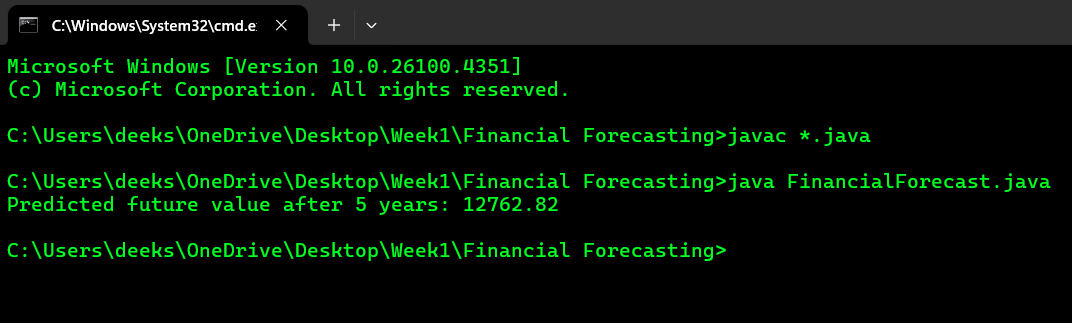 C:\Windows\System32\cmd.e
Microsoft Windows [Version 10.0.26100.4351]
(c) Microsoft Corporation. All rights reserved.
C:\Users\deeks\OneDrive\Desktop\Week1\Financial Forecasting>javac *.java
C:\Users\deeks\OneDrive\Desktop\Week1\Financial Forecasting>java FinancialForecast.java
Predicted future value after 5 years: 12762.82
C:\Users\deeks\OneDrive\Desktop\Week1\Financial Forecasting>